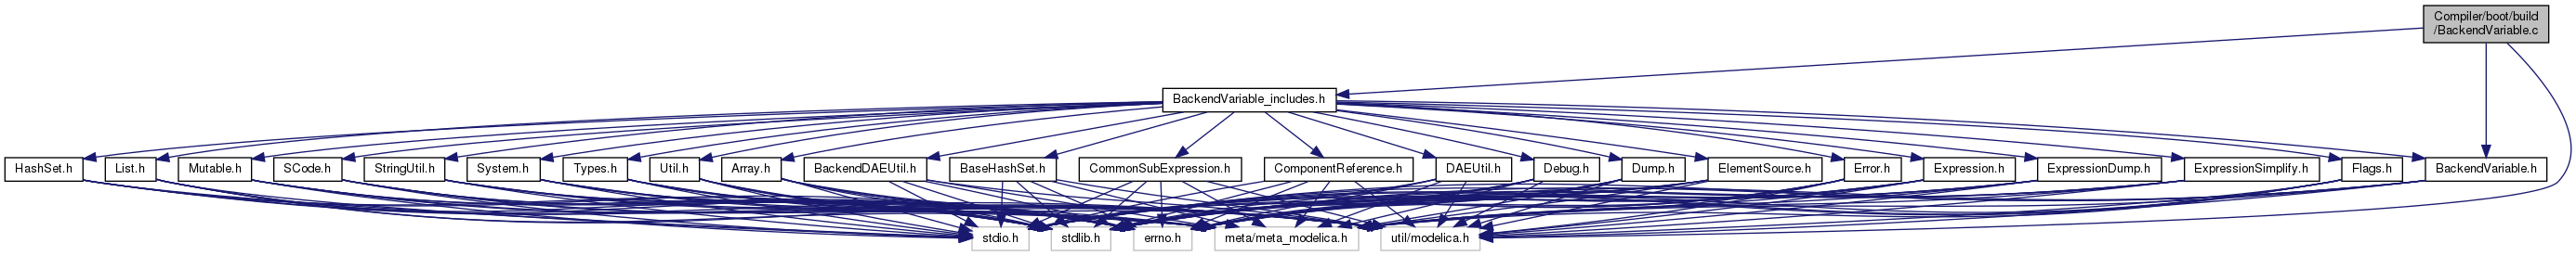 Compiler/boot/build
/BackendVariable.c
BackendVariable_includes.h
HashSet.h
List.h
Mutable.h
SCode.h
StringUtil.h
System.h
Types.h
Util.h
Array.h
BackendDAEUtil.h
BaseHashSet.h
CommonSubExpression.h
ComponentReference.h
DAEUtil.h
Debug.h
Dump.h
ElementSource.h
Error.h
Expression.h
ExpressionDump.h
ExpressionSimplify.h
Flags.h
BackendVariable.h
stdio.h
stdlib.h
errno.h
meta/meta_modelica.h
util/modelica.h